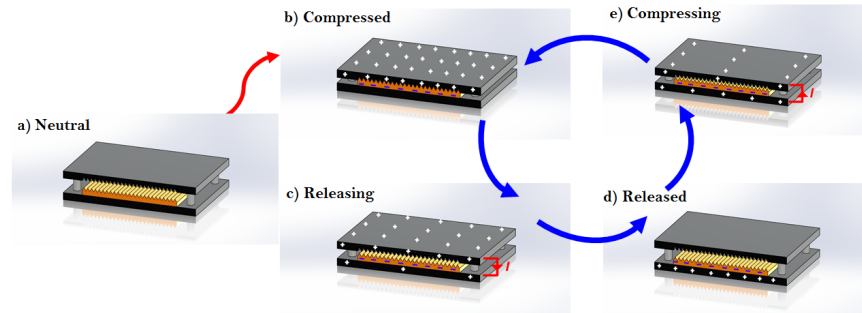 a) Neutral
b) Compressed
c) Releasing
I
d) Released
e) Compressing
I